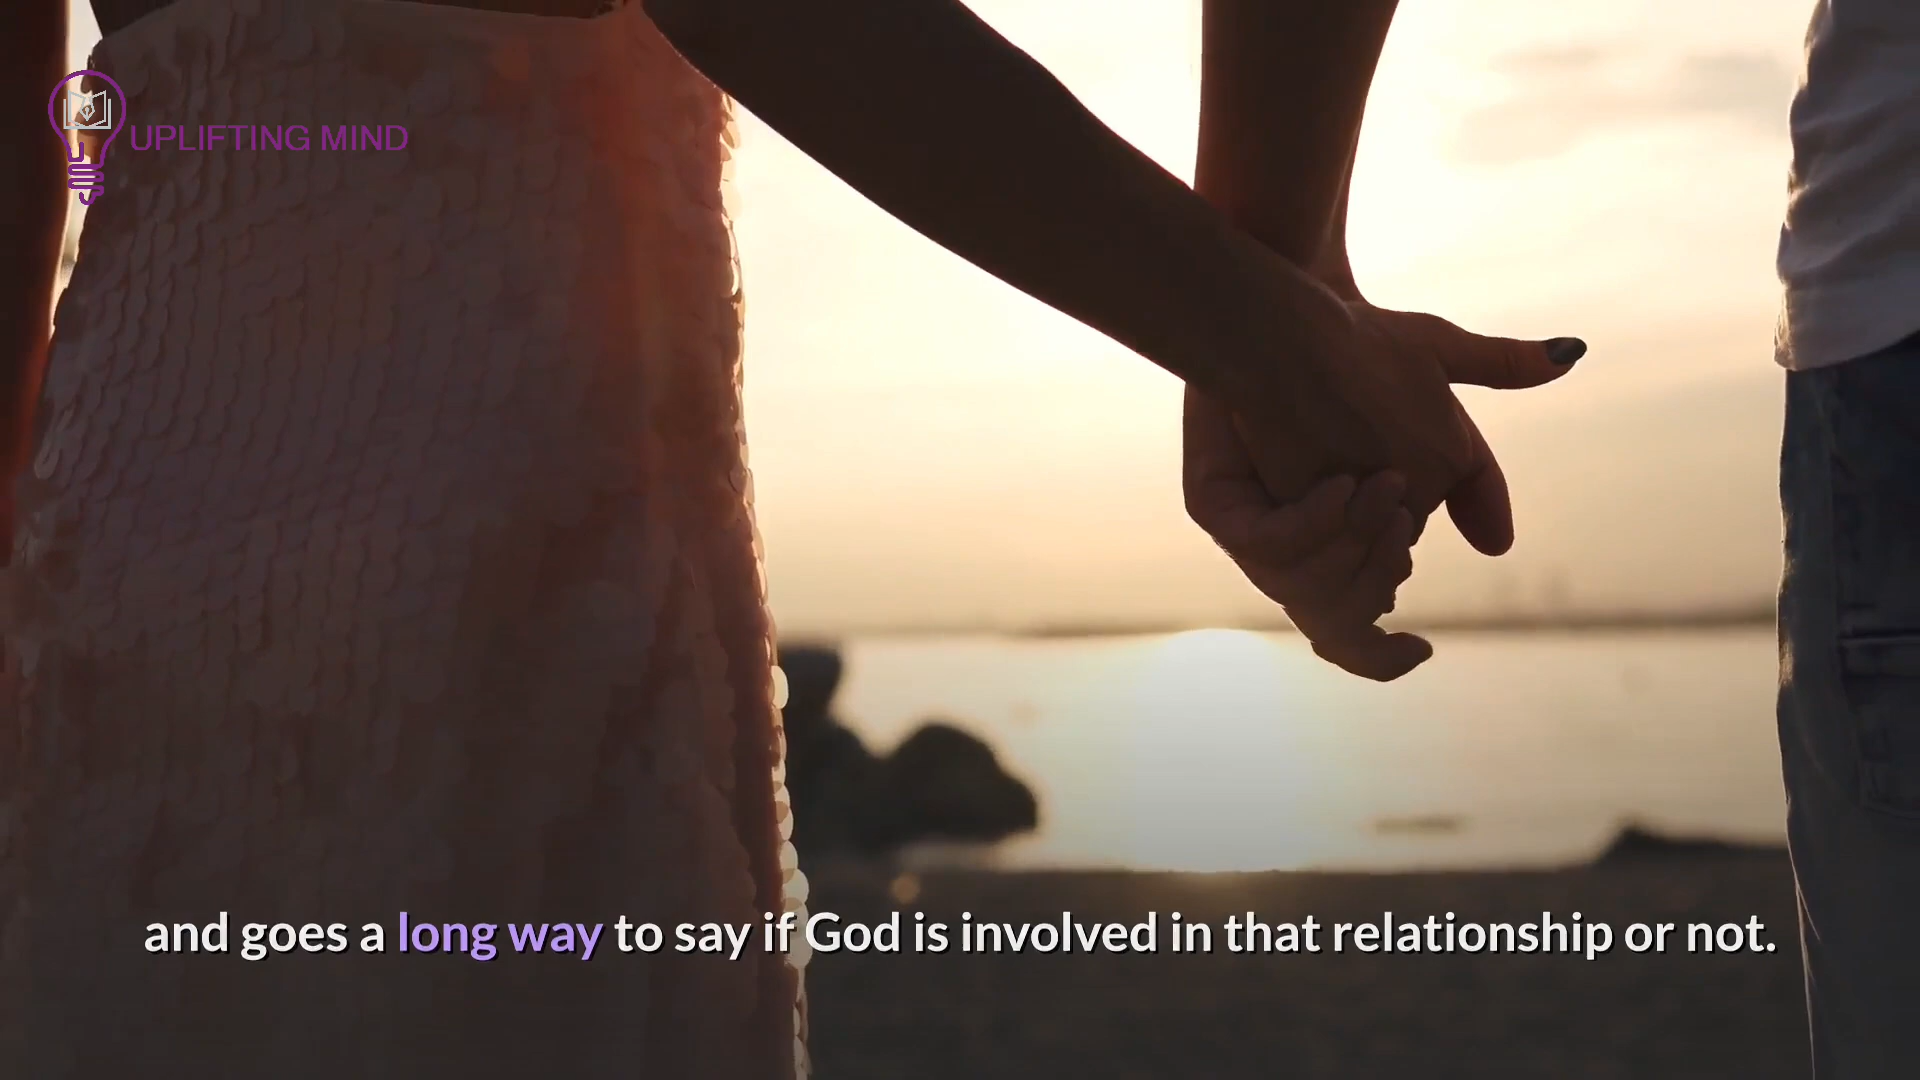 UPLIFTING MIND
and goes a long way to say if God is involved in that relationship or not.